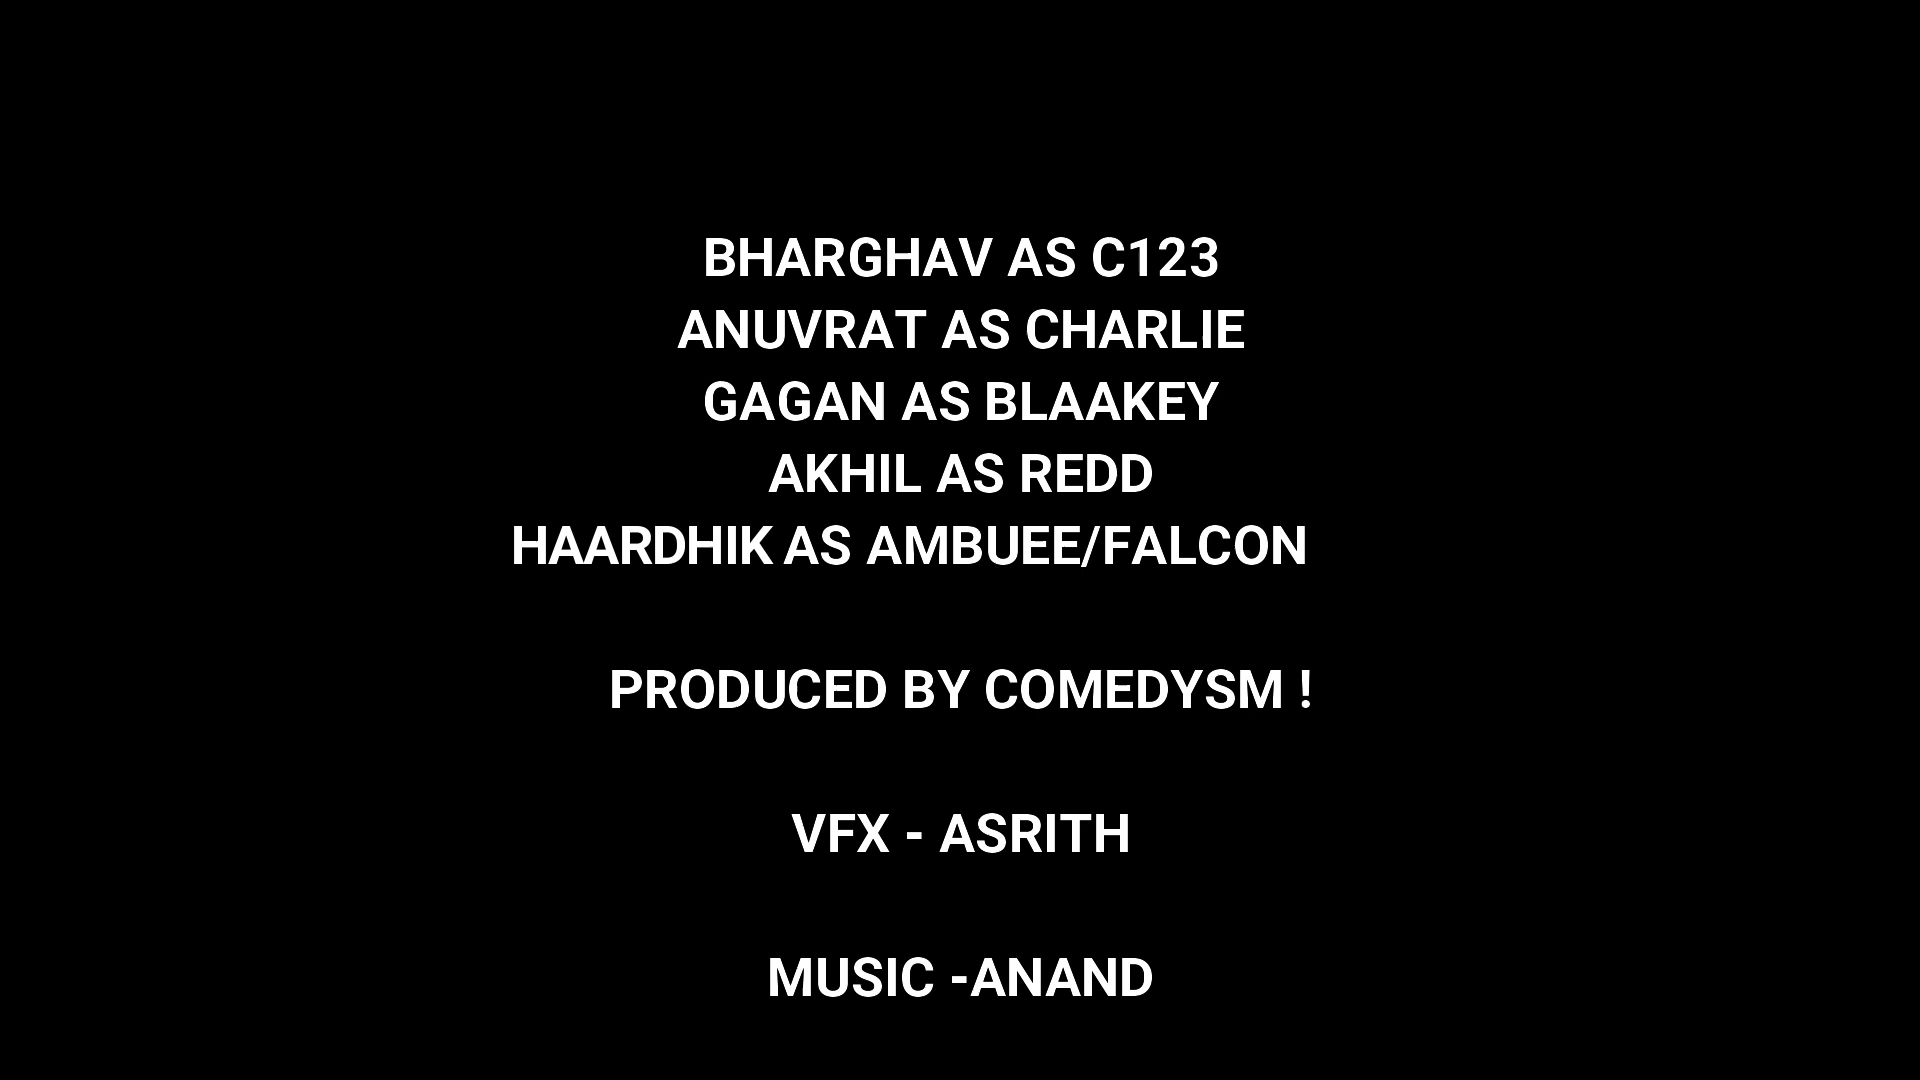 BHARGHAV AS C123
ANUVRAT AS CHARLIE
GAGAN AS BLAAKEY
AKHIL AS REDD
HAARDHIK AS AMBUEE/FALCON
PRODUCED BY COMEDYSM !
VFX - ASRITH
MUSIC -ANAND